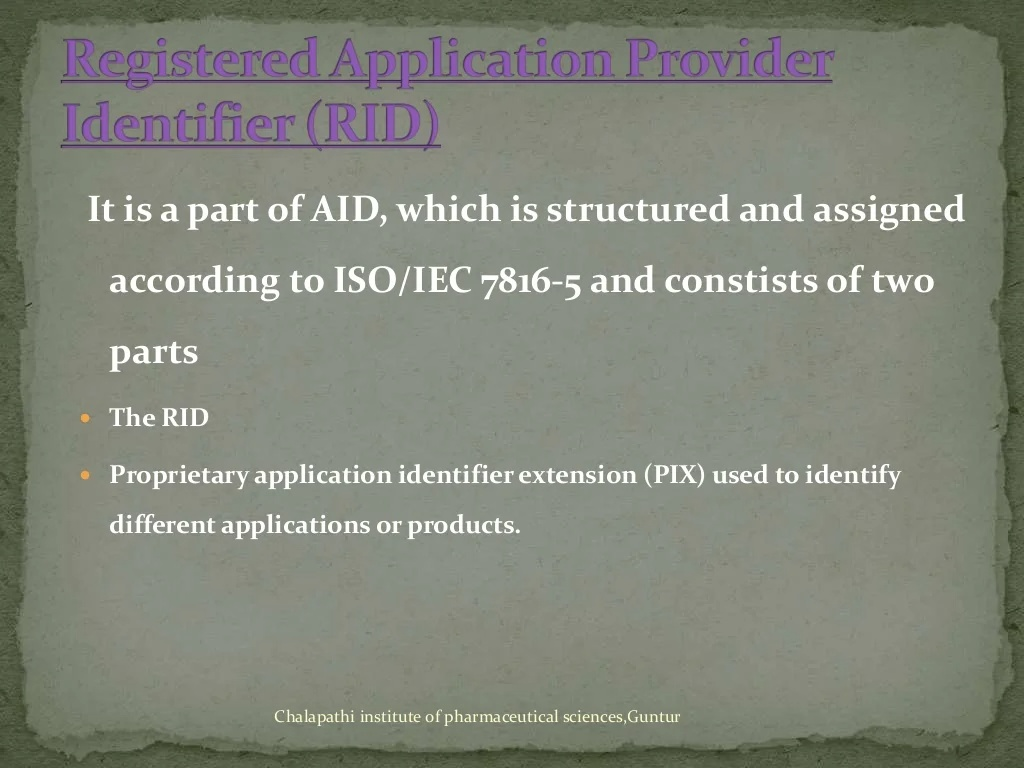 Registered Application Provider
Identifier (RID)
It is a part of AID, which is structured and assigned
according to ISO/IEC 7816-5 and constists of two
parts
• The RID
• Proprietary application identifier extension (PIX) used to identify
different applications or products.
Chalapathi institute of pharmaceutical sciences,Guntur